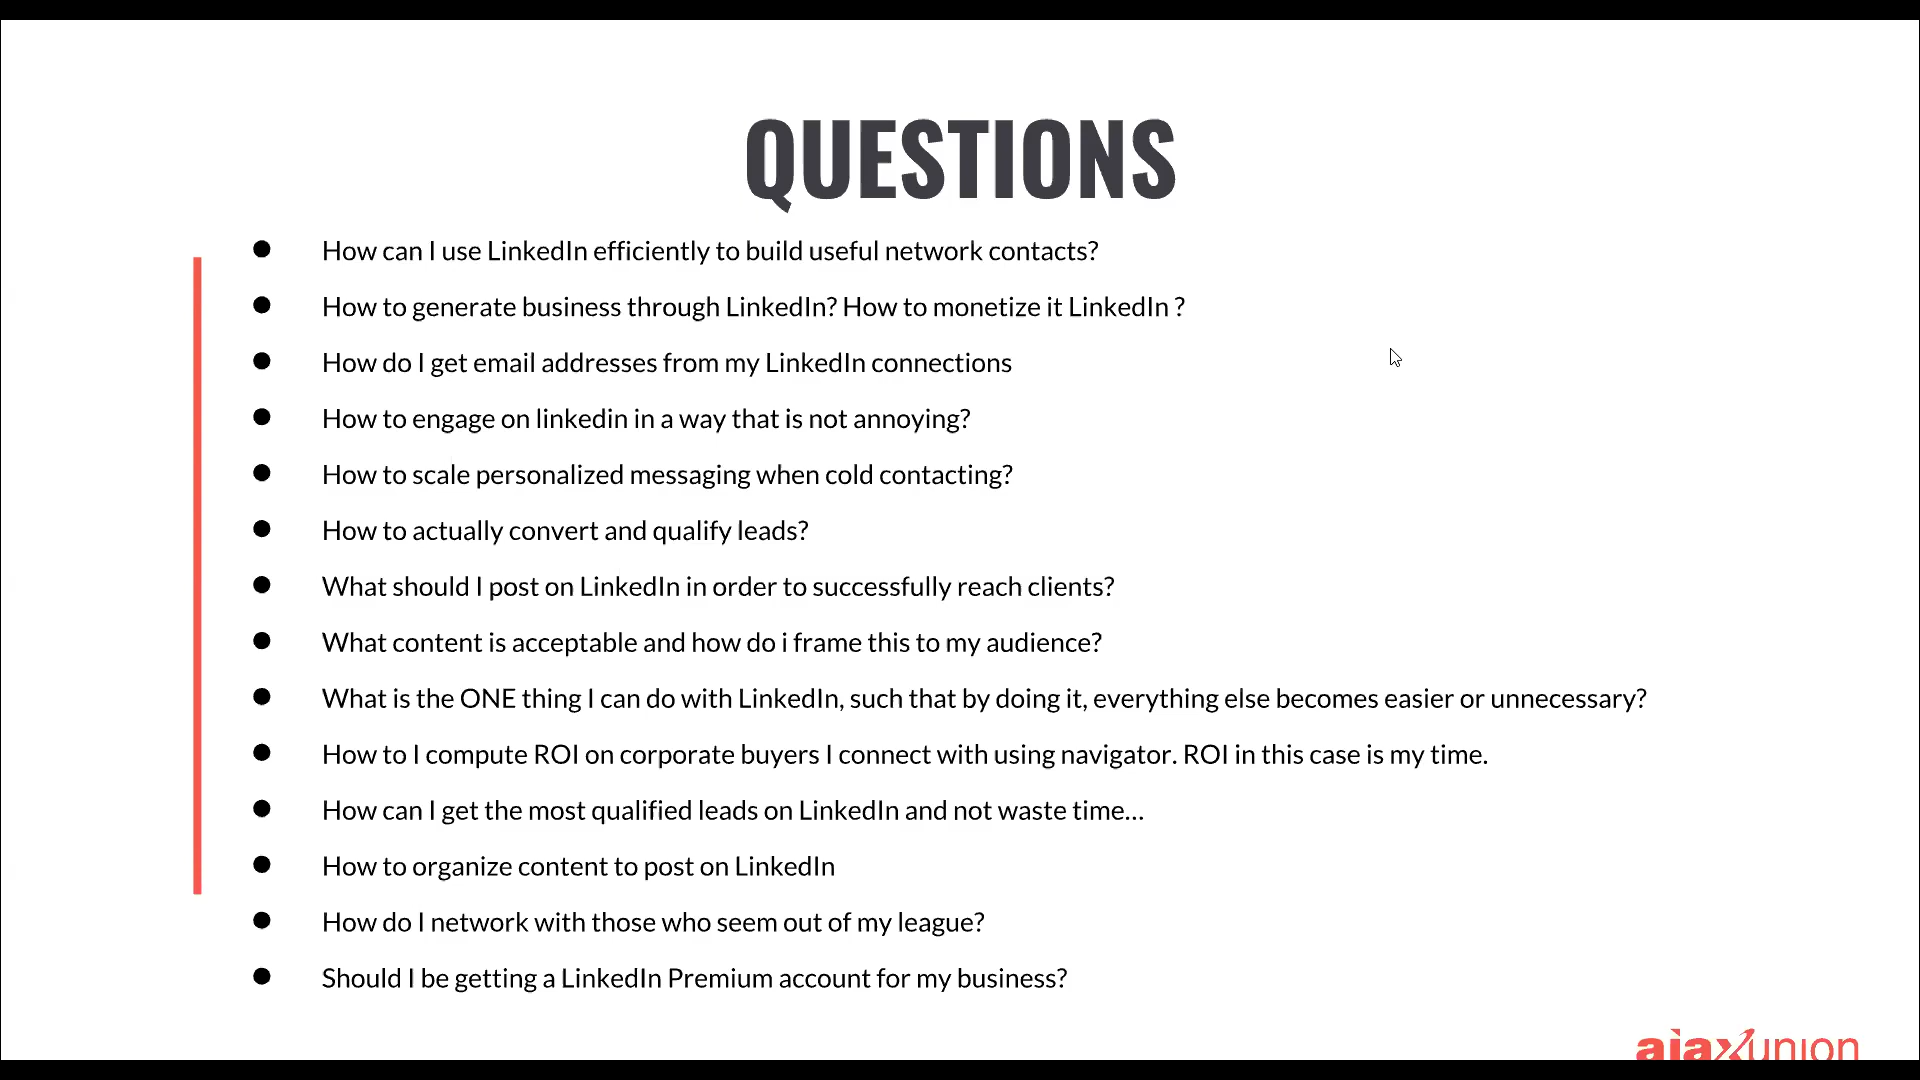 QUESTIONS
How can I use LinkedIn efficiently to build useful network contacts?
How to generate business through LinkedIn? How to monetize it LinkedIn ?
How do I get email addresses from my LinkedIn connections
How to engage on linkedin in a way that is not annoying?
How to scale personalized messaging when cold contacting?
How to actually convert and qualify leads?
What should I post on LinkedIn in order to successfully reach clients?
What content is acceptable and how do i frame this to my audience?
What is the ONE thing I can do with LinkedIn, such that by doing it, everything else becomes easier or unnecessary?
How to I compute ROI on corporate buyers I connect with using navigator. ROI in this case is my time.
How can I get the most qualified leads on LinkedIn and not waste time...
How to organize content to post on LinkedIn
How do I network with those who seem out of my league?
Should I be getting a LinkedIn Premium account for my business?
ajaxunion